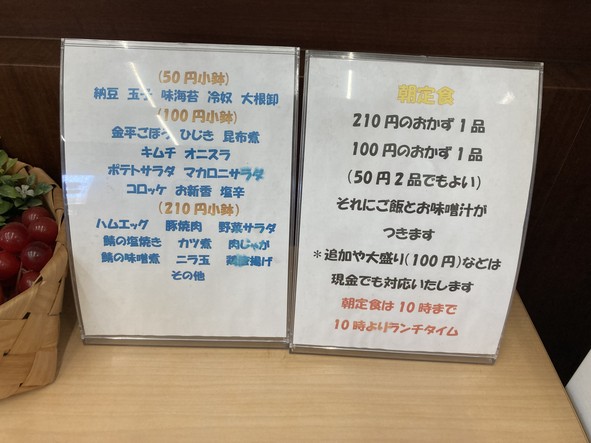 (50円小鉢)
納豆 玉子 味海苔 冷奴 大根卸
(100円小鉢)
金平ごぼう ひじき 昆布煮
キムチ オニスラ
ポテトサラダ マカロニサラダ
コロッケ お新香 塩辛
(210円小鉢)
ハムエッグ 豚焼肉 野菜サラダ
鯖の塩焼き カツ煮 肉じゃが
鯖の味噌煮 ニラ玉 揚げ
その他
朝定食
210円のおかず1品
100円のおかず1品
(50円2品でもよい)
それにご飯とお味噌汁が
つきます
*追加や大盛り(100円)などは
現金でも対応いたします
朝定食は10時まで
10時よりランチタイム